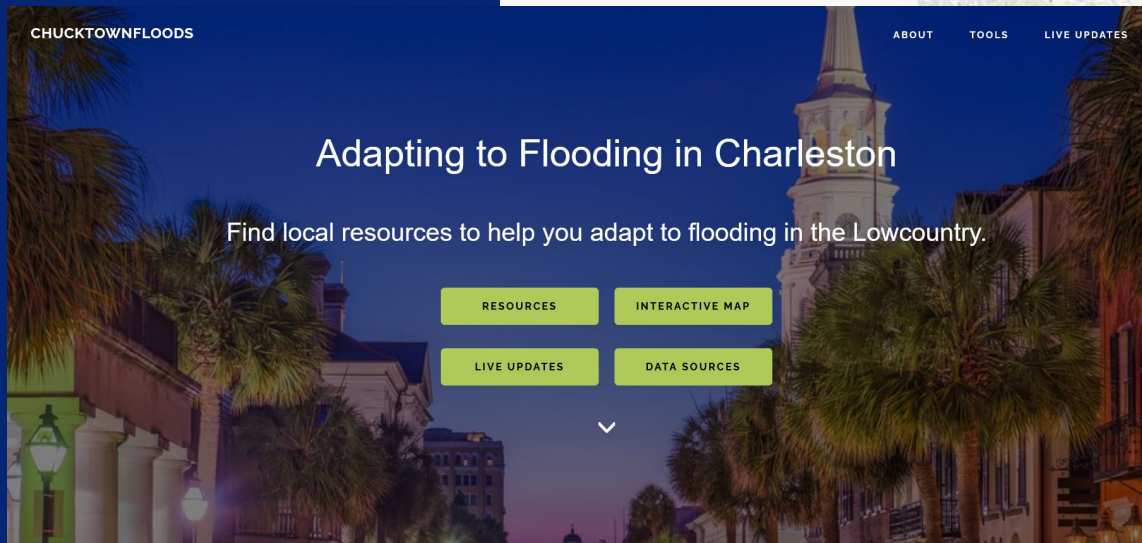 CHUCKTOWNFLOODS
ABOUT TOOLS LIVE UPDATES
Adapting to Flooding in Charleston
Find local resources to help you adapt to flooding in the Lowcountry.
RESOURCES INTERACTIVE MAP
LIVE UPDATES DATA SOURCES